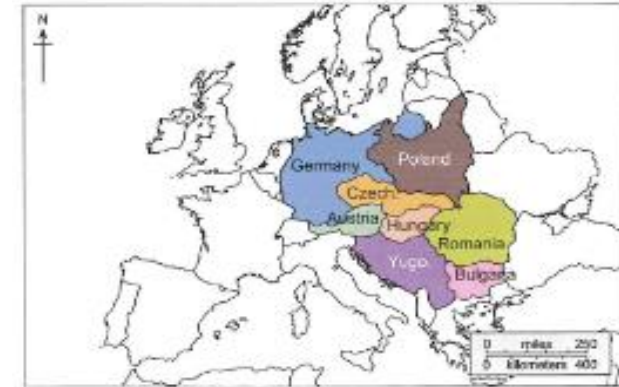 N
Germany
Poland
Czech.
Austria
Hungary
Romania
Yugo.
Bulgaria
0 miles 250
0 kilometers 400